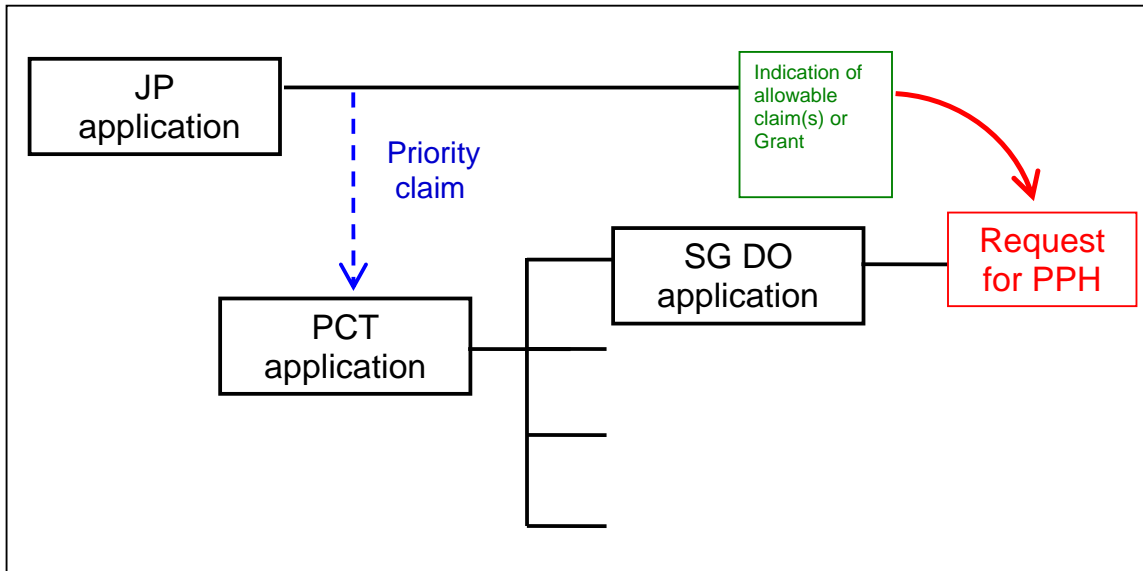 JP
application
Indication of
allowable
claim(s) or
Grant
Priority
claim
SG DO
application
Request
for PPH
PCT
application